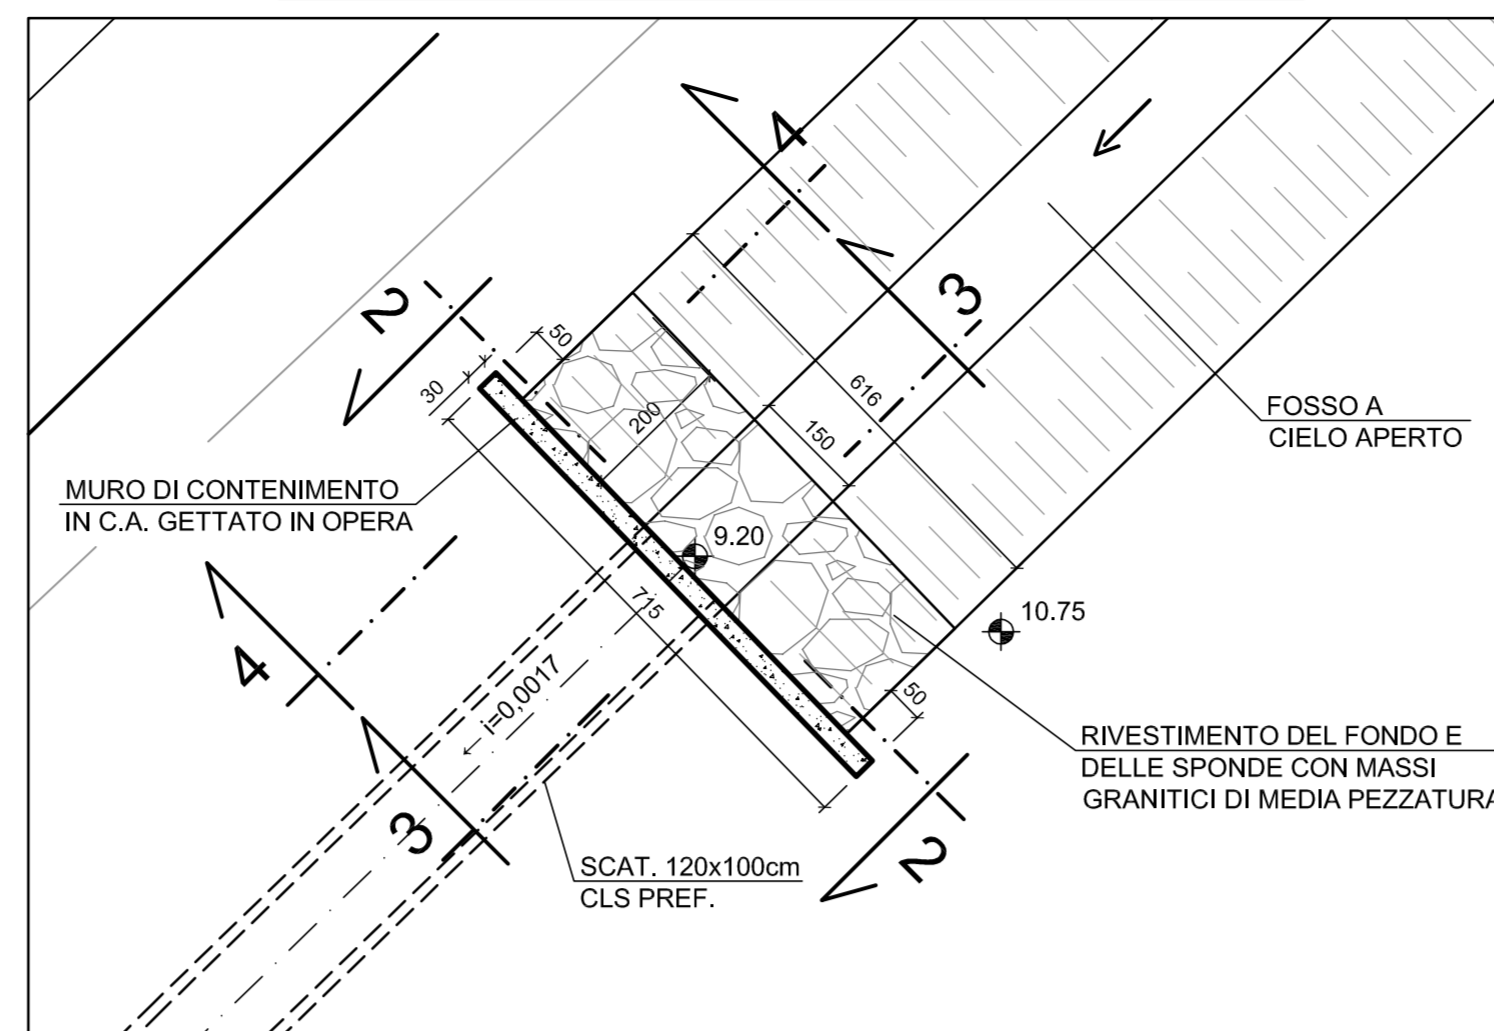 4
3
2
50
30
616
200
150
FOSSO A
CIELO APERTO
MURO DI CONTENIMENTO
IN C.A. GETTATO IN OPERA
9.20
715
10.75
4
i=0,0017
50
RIVESTIMENTO DEL FONDO E
DELLE SPONDE CON MASSI
GRANITICI DI MEDIA PEZZATURA
3
2
SCAT. 120x100cm
CLS PREF.